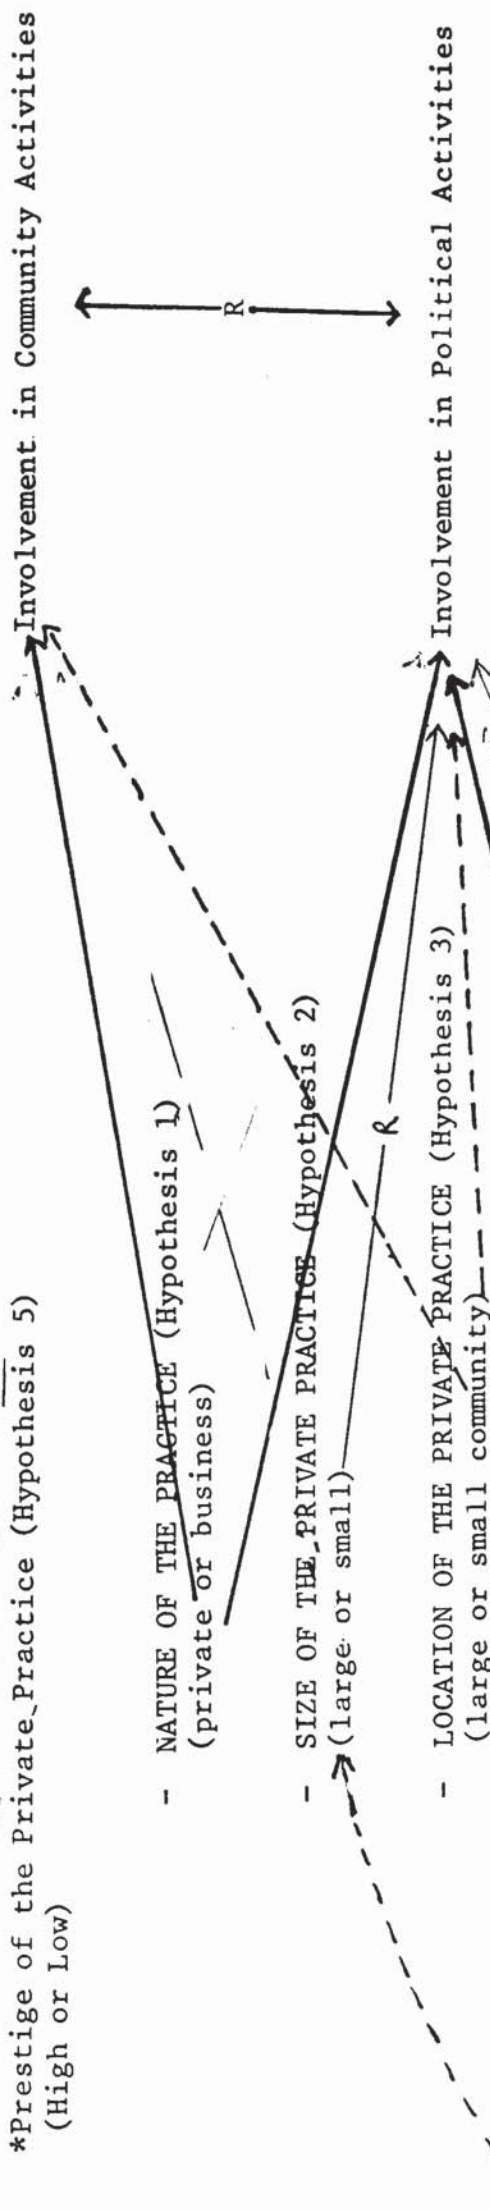 *Prestige of the Private Practice (Hypothesis 5)
(High or Low)
Involvement in Community Activities
- NATURE OF THE PRACTICE (Hypothesis 1)
(private or business)
R
- SIZE OF THE PRIVATE PRACTICE (Hypothesis 2)
(large or small)
R
- LOCATION OF THE PRIVATE PRACTICE (Hypothesis 3)
(large or small community)
Involvement in Political Activities